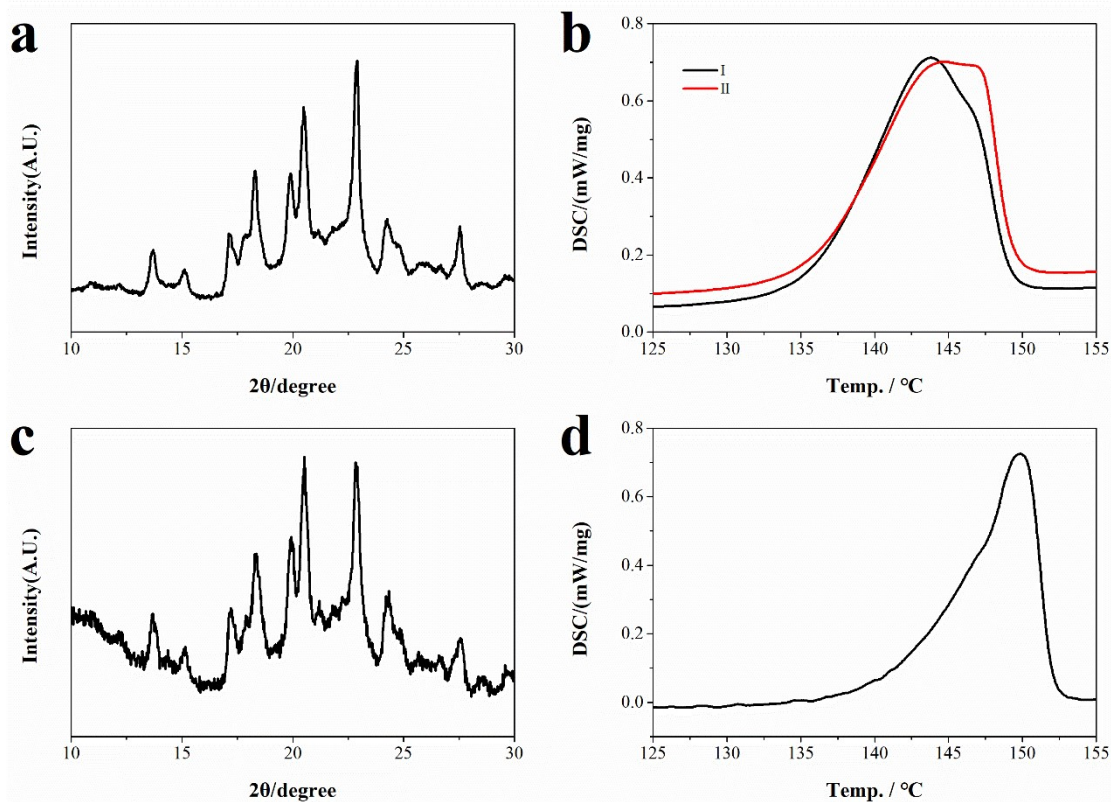 a
Intensity(A.U.)
10 15 20 25 30
2θ/degree
b
I
II
DSC/(mW/mg)
0.8
0.6
0.4
0.2
0.0
125 130 135 140 145 150 155
Temp. / °C
c
Intensity(A.U.)
10 15 20 25 30
2θ/degree
d
DSC/(mW/mg)
0.8
0.6
0.4
0.2
0.0
125 130 135 140 145 150 155
Temp. / °C